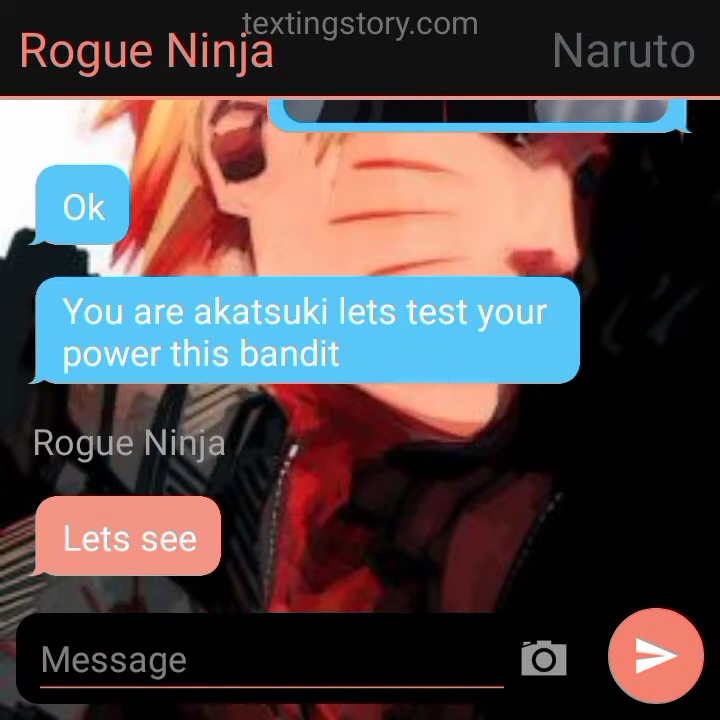 textingstory.com
Rogue Ninja
Naruto
Ok
You are akatsuki lets test your
power this bandit
Rogue Ninja
Lets see
Message